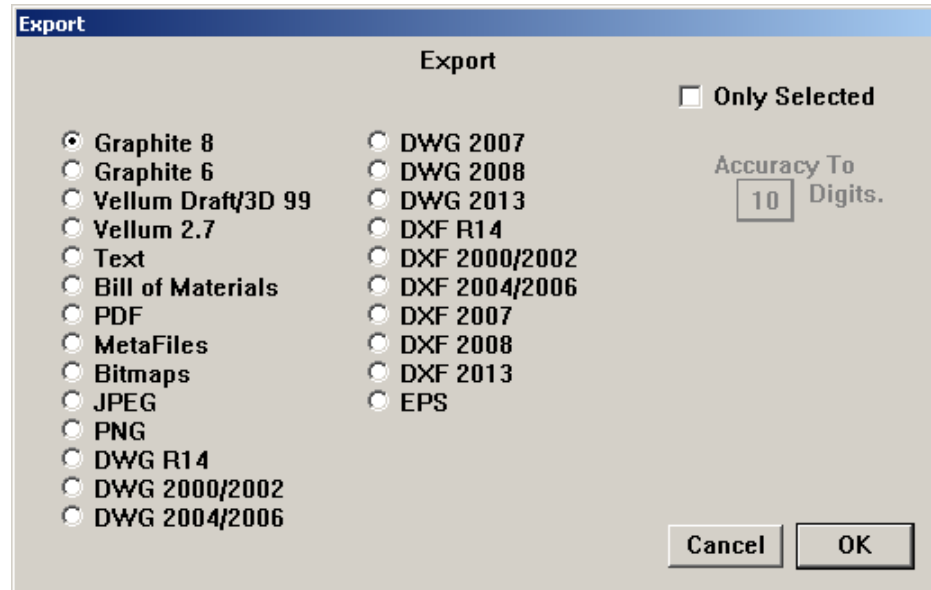 Export
Export
Only Selected
Graphite 8
Graphite 6
Vellum Draft/3D 99
Vellum 2.7
Text
Bill of Materials
PDF
MetaFiles
Bitmaps
JPEG
PNG
DWG R14
DWG 2000/2002
DWG 2004/2006
DWG 2007
DWG 2008
DWG 2013
DXF R14
DXF 2000/2002
DXF 2004/2006
DXF 2007
DXF 2008
DXF 2013
EPS
Accuracy To
10 Digits.
Cancel OK